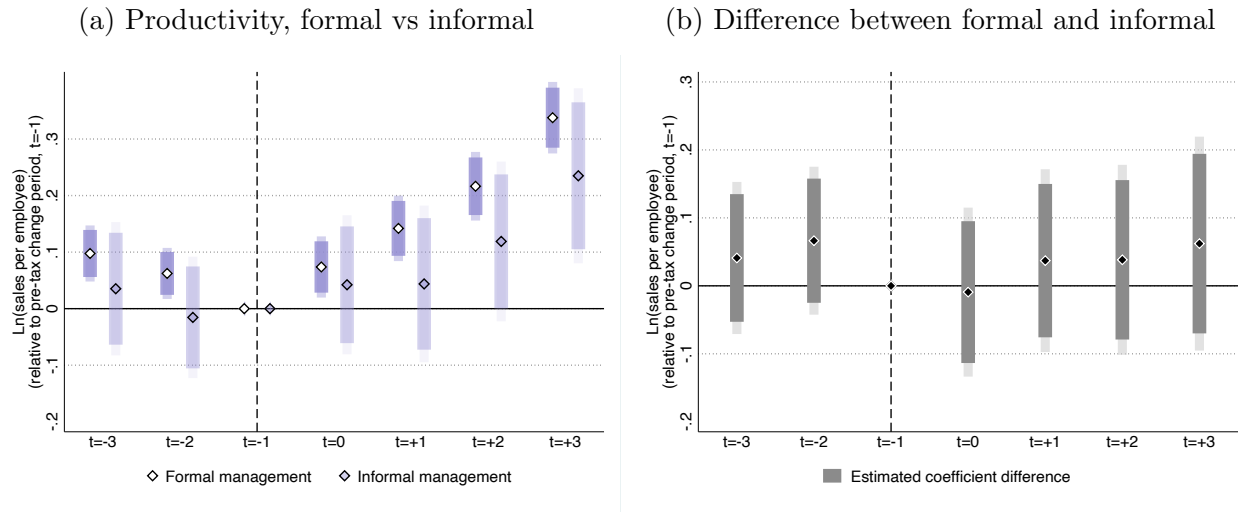 (a) Productivity, formal vs informal
Ln(sales per employee)
(relative to pre-tax change period, t=-1)
.3
.2
.1
0
-.1
-.2
t=-3 t=-2 t=-1 t=0 t=+1 t=+2 t=+3
Formal management Informal management
(b) Difference between formal and informal
Ln(sales per employee)
(relative to pre-tax change period, t=-1)
.3
.2
.1
0
-.1
-.2
t=-3 t=-2 t=-1 t=0 t=+1 t=+2 t=+3
Estimated coefficient difference